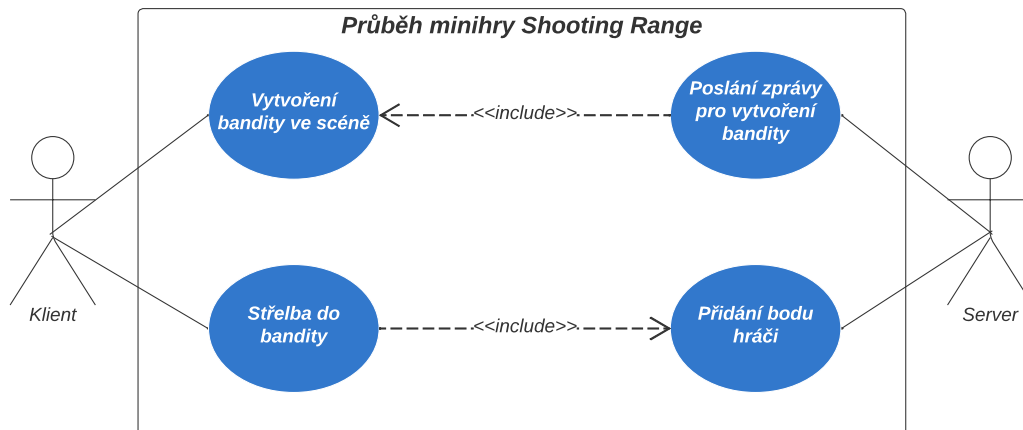 Průběh minihry Shooting Range
Vytvoření
bandity ve scéně
<<include>>
Poslání zprávy
pro vytvoření
bandity
Klient
Server
Střelba do
bandity
<<include>>
Přidání bodu
hráči